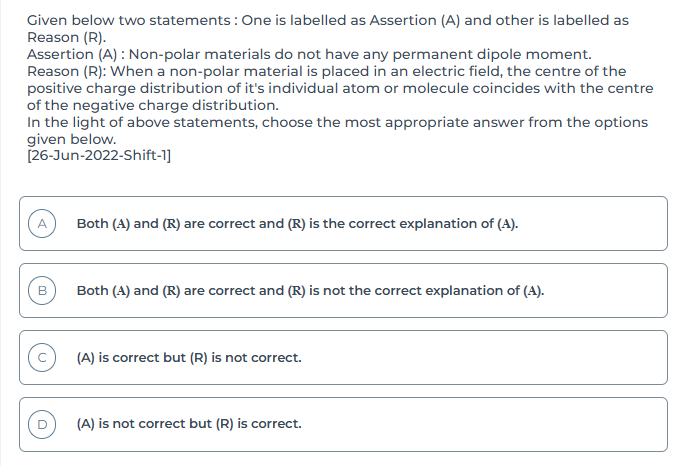 Given below two statements : One is labelled as Assertion (A) and other is labelled as
Reason (R).
Assertion (A) : Non-polar materials do not have any permanent dipole moment.
Reason (R): When a non-polar material is placed in an electric field, the centre of the
positive charge distribution of it's individual atom or molecule coincides with the centre
of the negative charge distribution.
In the light of above statements, choose the most appropriate answer from the options
given below.
[26-Jun-2022-Shift-1]
A Both (A) and (R) are correct and (R) is the correct explanation of (A).
B Both (A) and (R) are correct and (R) is not the correct explanation of (A).
C (A) is correct but (R) is not correct.
D (A) is not correct but (R) is correct.